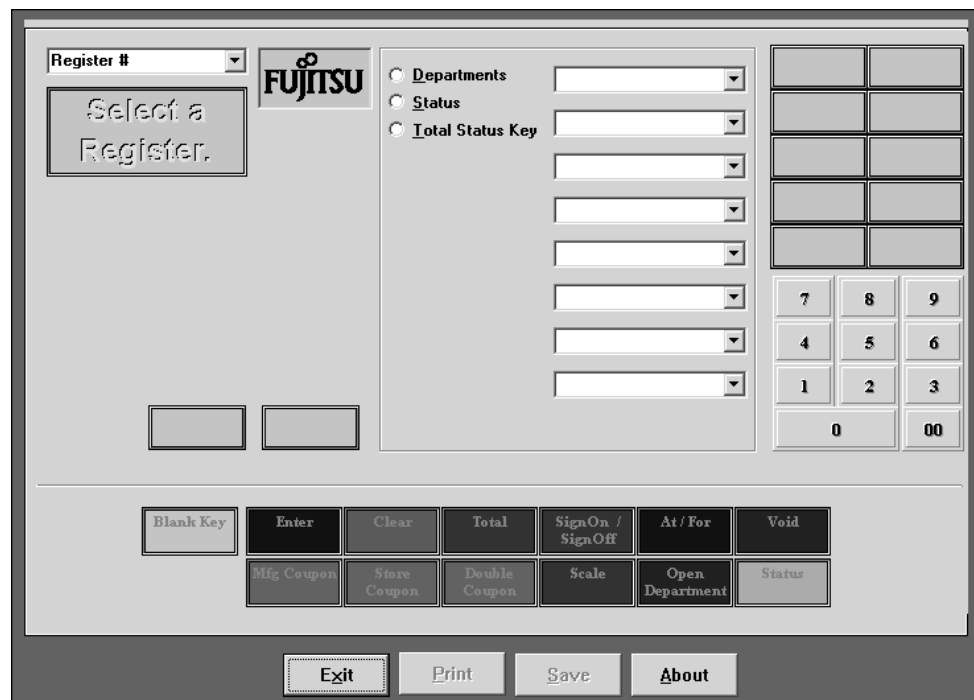 Register #
FUJITSU
Select a
Register.
Departments
Status
Total Status Key
7 8 9
4 5 6
1 2 3
0 00
Blank Key Enter Clear Total SignOn / SignOff At / For Void
Mfg Coupon Store Coupon Double Coupon Scale Open Department Status
Exit Print Save About